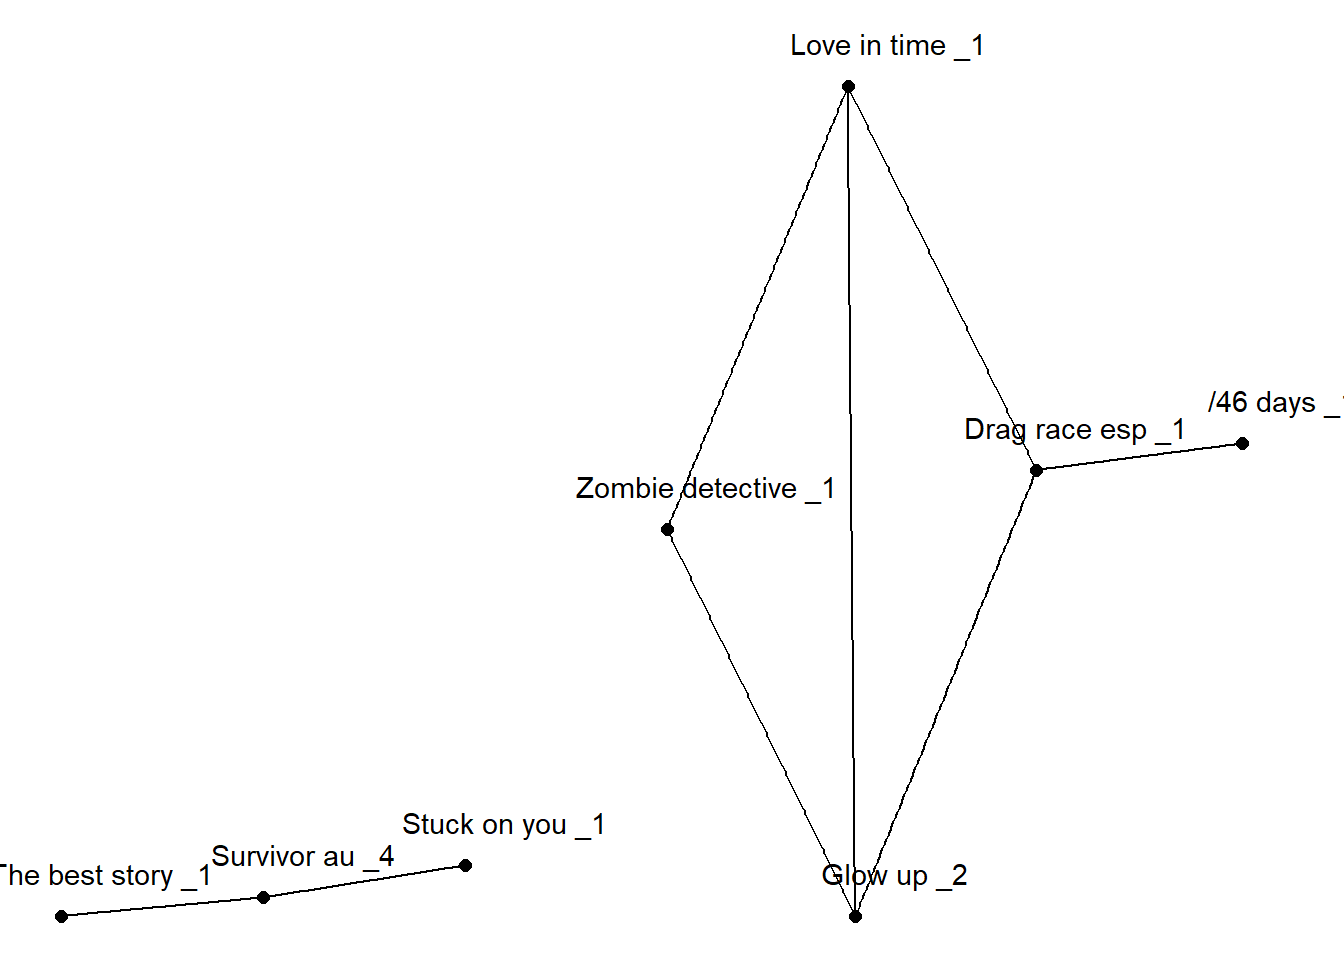 Love in time _1
/46 days _
Drag race esp _1
Zombie detective _1
Stuck on you _1
Survivor au _4
The best story _1
Glow up _2